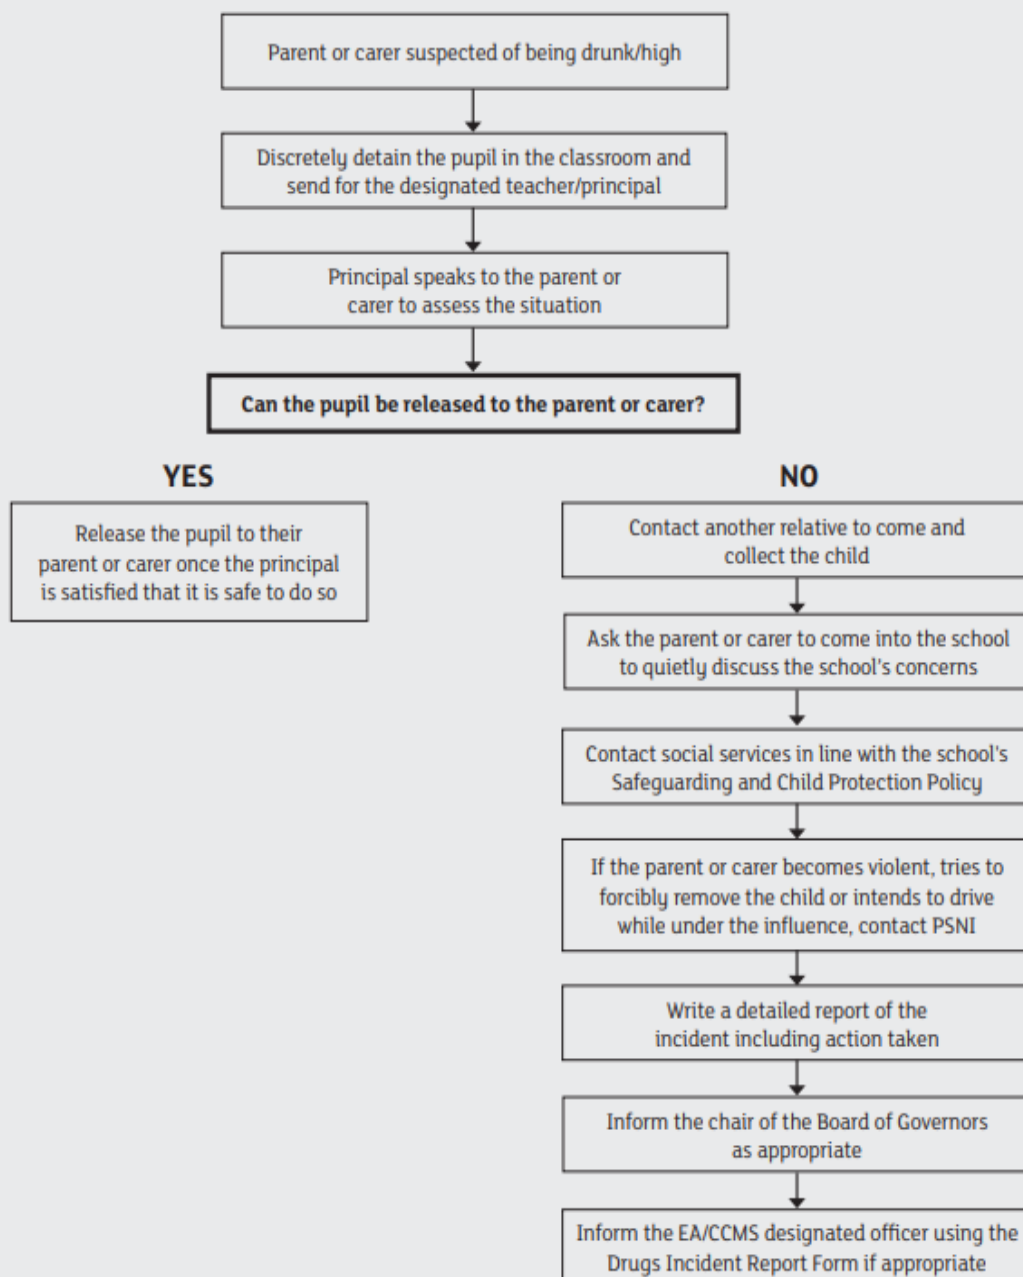 Parent or carer suspected of being drunk/high
Discretely detain the pupil in the classroom and
send for the designated teacher/principal
Principal speaks to the parent or
carer to assess the situation
Can the pupil be released to the parent or carer?
YES
Release the pupil to their
parent or carer once the principal
is satisfied that it is safe to do so
NO
Contact another relative to come and
collect the child
Ask the parent or carer to come into the school
to quietly discuss the school's concerns
Contact social services in line with the school's
Safeguarding and Child Protection Policy
If the parent or carer becomes violent, tries to
forcibly remove the child or intends to drive
while under the influence, contact PSNI
Write a detailed report of the
incident including action taken
Inform the chair of the Board of Governors
as appropriate
Inform the EA/CCMS designated officer using the
Drugs Incident Report Form if appropriate